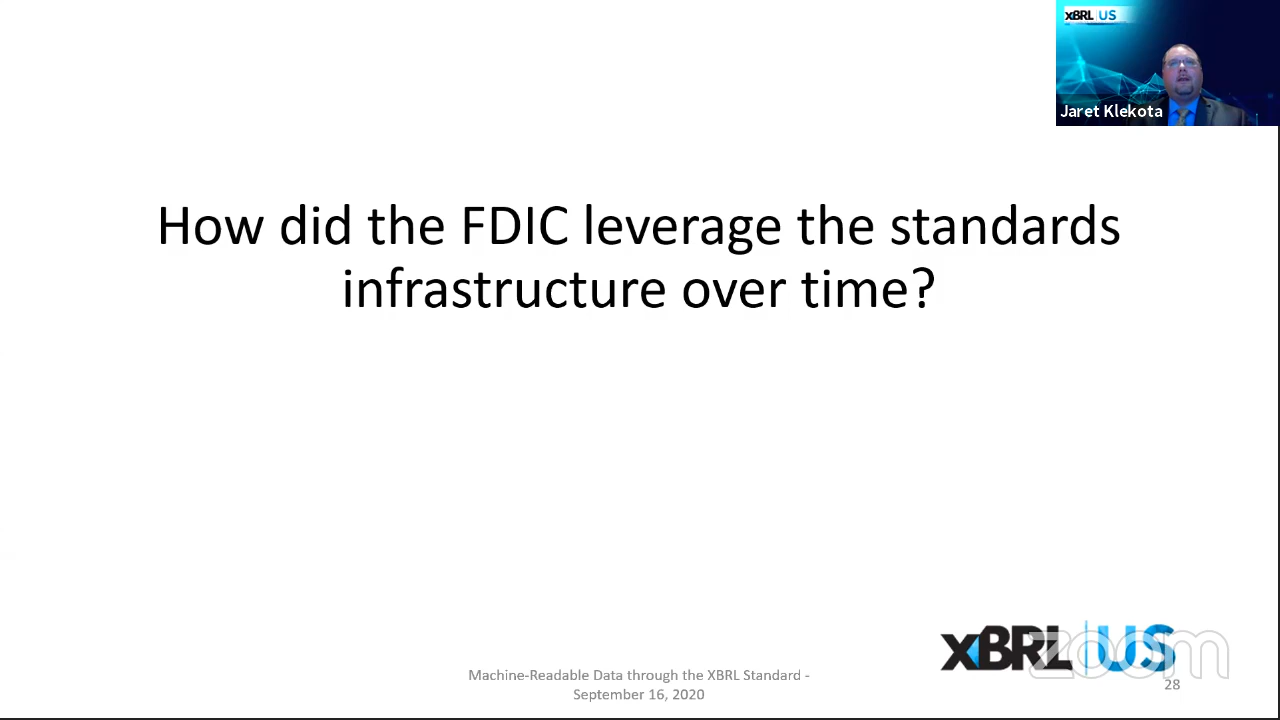 XBRL US
Jaret Klekota
How did the FDIC leverage the standards
infrastructure over time?
XBRL US
zoom
Machine-Readable Data through the XBRL Standard -
September 16, 2020
28